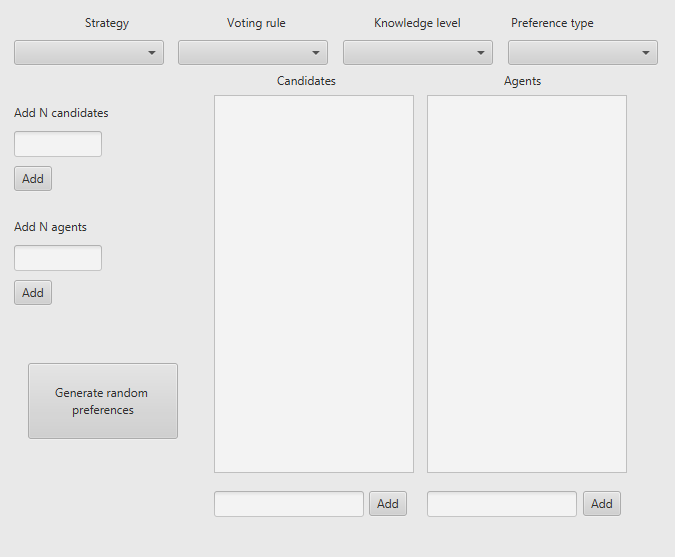 Strategy
Voting rule
Knowledge level
Preference type
Candidates
Agents
Add N candidates
Add
Add N agents
Add
Generate random
preferences
Add
Add